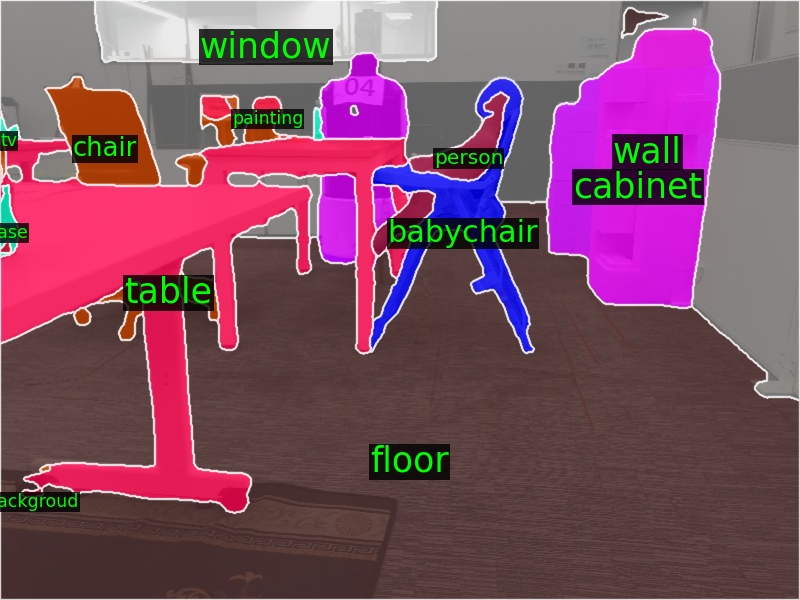 window
04
painting
tv
chair
person
wall
cabinet
ase
babychair
table
floor
ackgroud